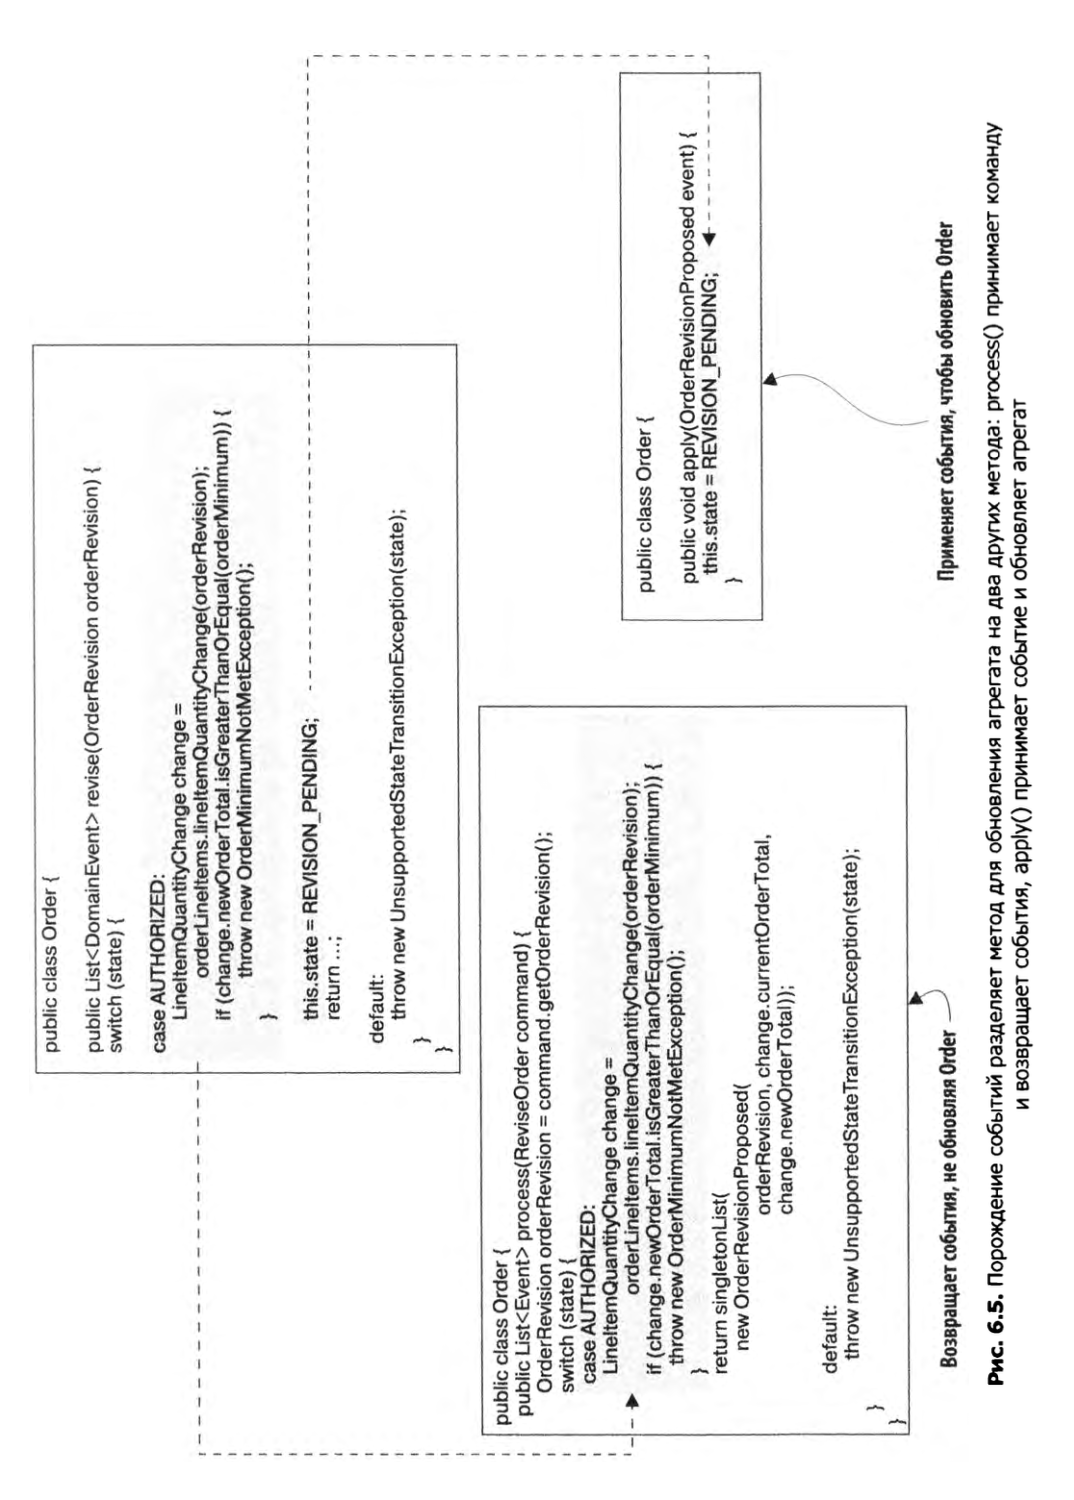 public class Order {
public List<DomainEvent> revise(OrderRevision orderRevision) {
switch (state) {
case AUTHORIZED:
LineItemQuantityChange change =
orderLineItems.lineItemQuantityChange(orderRevision);
if (change.newOrderTotal.isGreaterThanOrEqual(orderMinimum)) {
throw new OrderMinimumNotMetException();
}
this.state = REVISION_PENDING;
return ...;
default:
throw new UnsupportedStateTransitionException(state);
}
}
public class Order {
public List<Event> process(ReviseOrder command) {
OrderRevision orderRevision = command.getOrderRevision();
switch (state) {
case AUTHORIZED:
LineItemQuantityChange change =
orderLineItems.lineItemQuantityChange(orderRevision);
if (change.newOrderTotal.isGreaterThanOrEqual(orderMinimum)) {
throw new OrderMinimumNotMetException();
}
return singletonList(
new OrderRevisionProposed(
orderRevision, change.currentOrderTotal,
change.newOrderTotal));
default:
throw new UnsupportedStateTransitionException(state);
}
}
public class Order {
public void apply(OrderRevisionProposed event) {
this.state = REVISION_PENDING;
}
Возвращает события, не обновляя Order
Применяет события, чтобы обновить Order
Рис. 6.5. Порождение событий разделяет метод для обновления агрегата на два других метода: process() принимает команду
и возвращает события, apply() принимает событие и обновляет агрегат